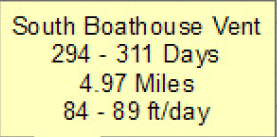 South Boathouse Vent
294 - 311 Days
4.97 Miles
84 - 89 ft/day